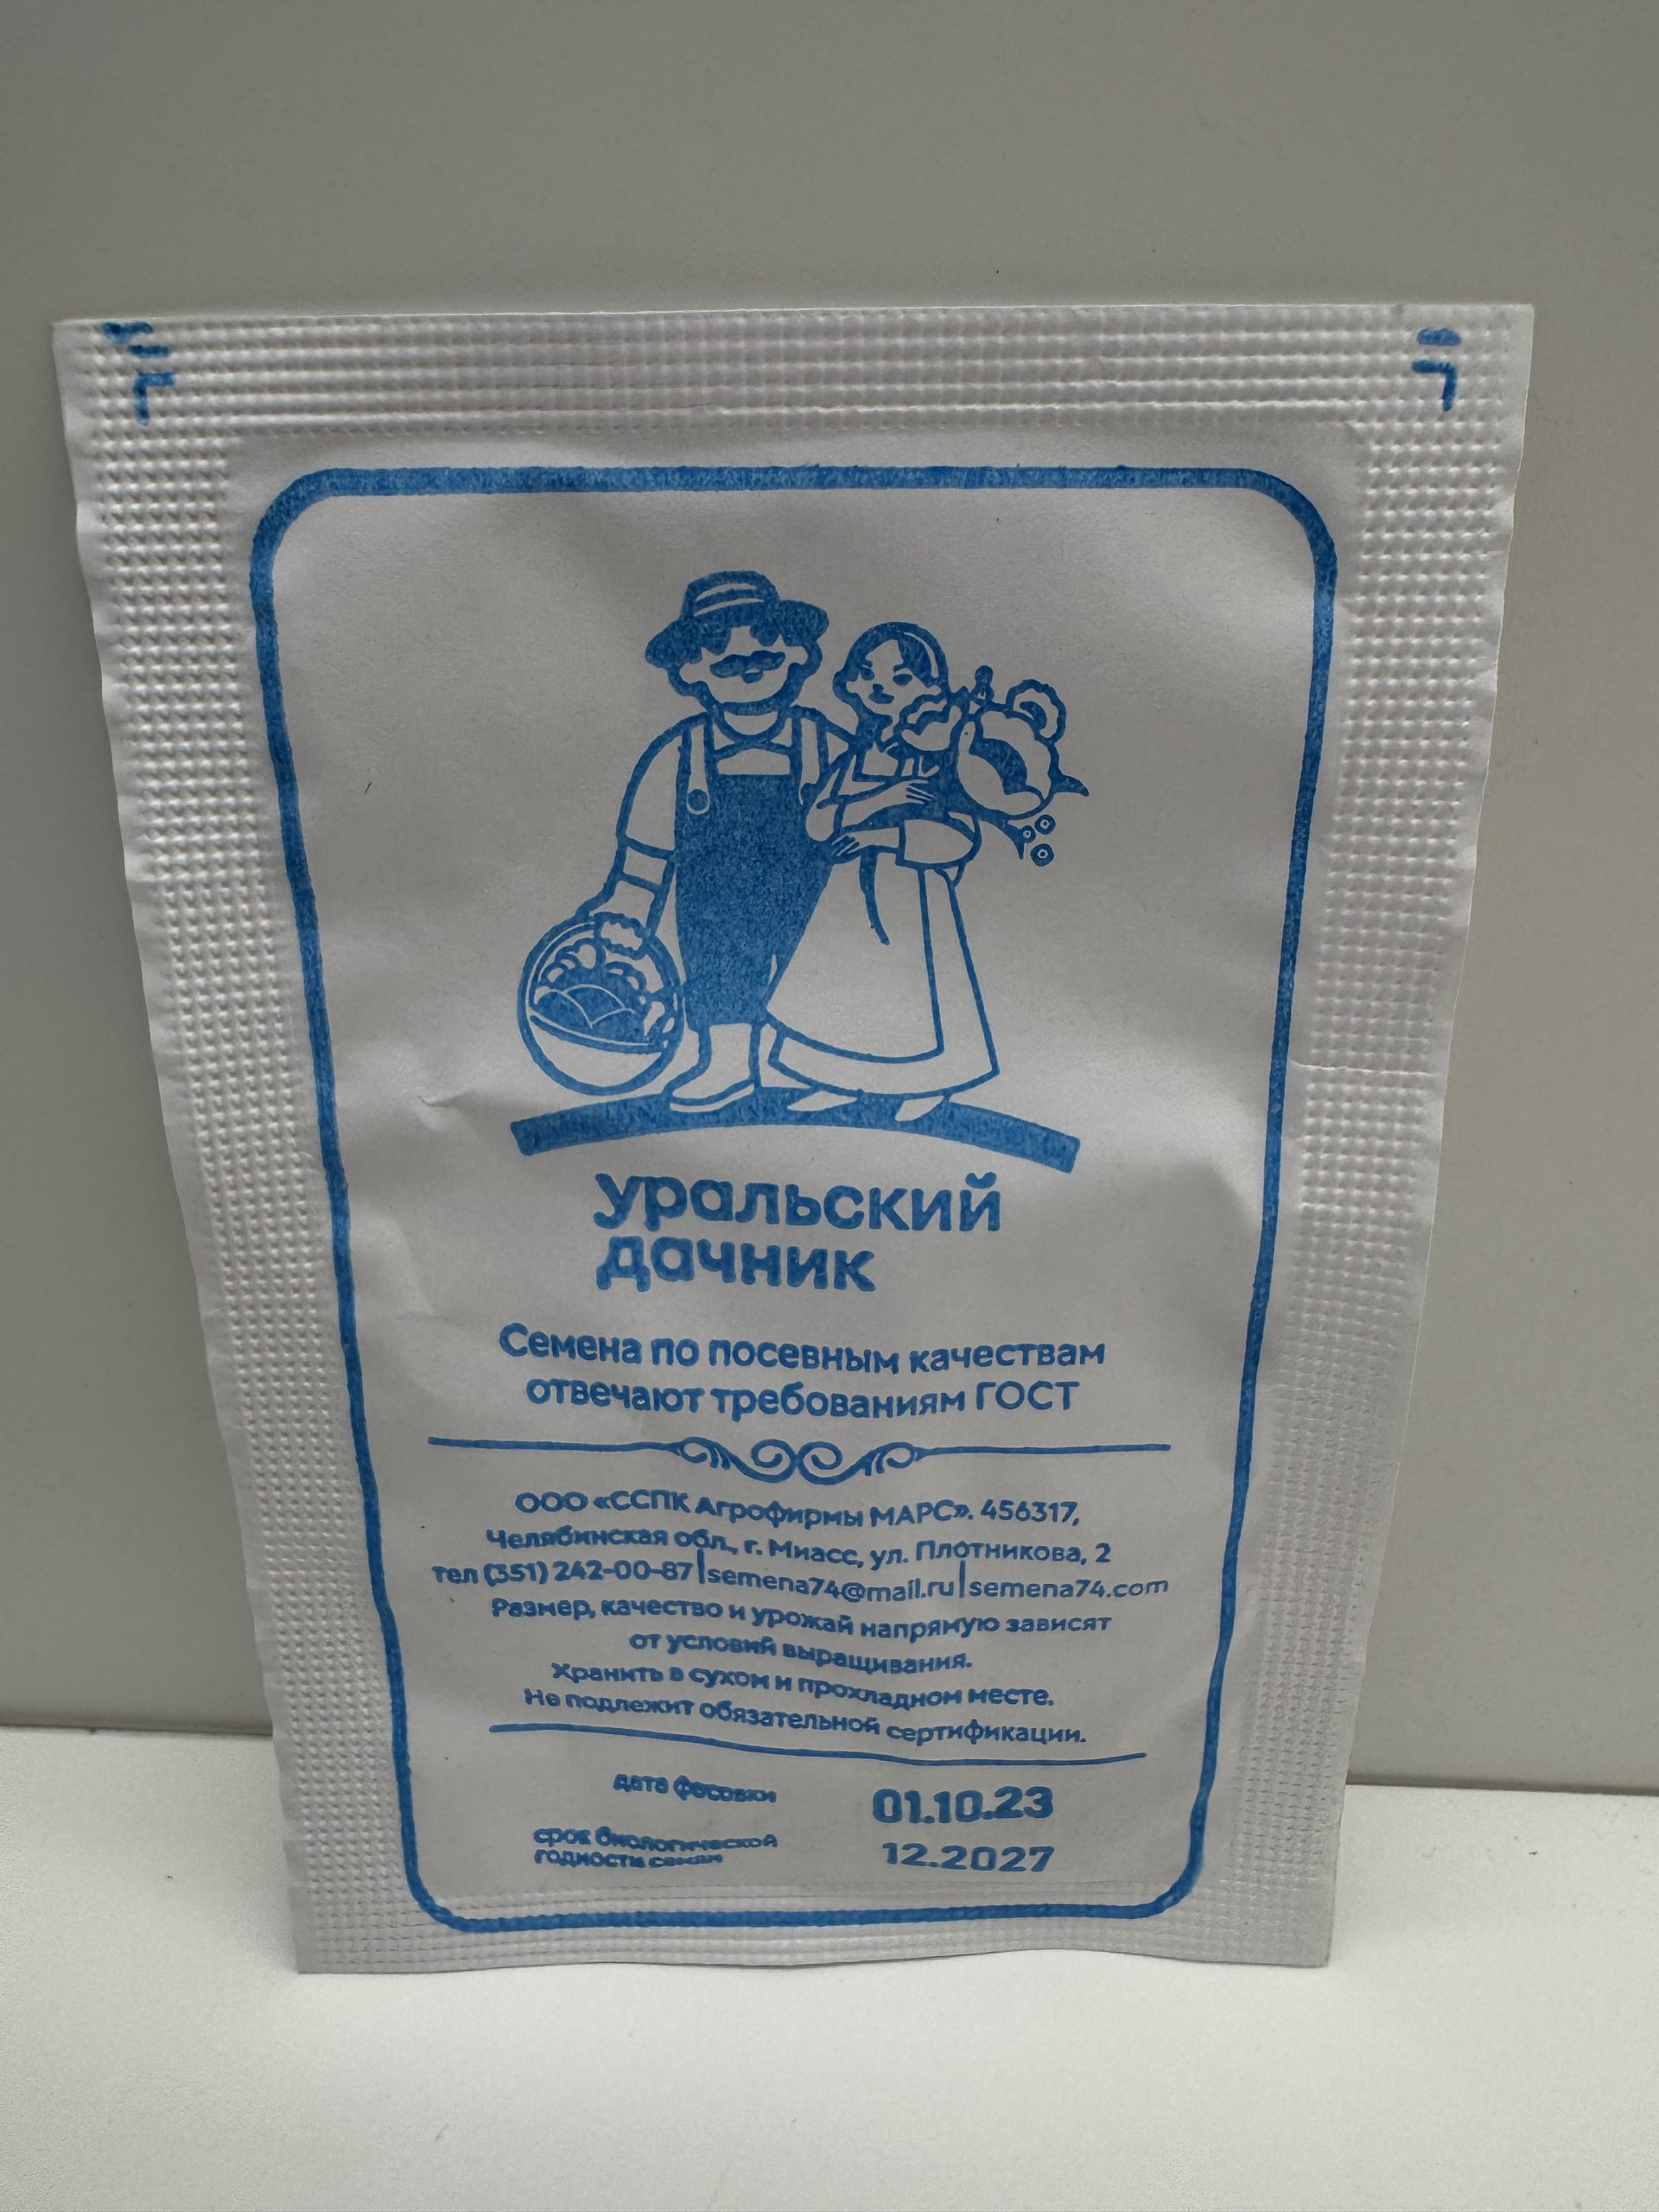 уральский
дачник
Семена по посевным качествам
отвечают требованиям ГОСТ
ООО «ССПК Агрофирмы МАРС». 456317,
Челябинская обл., г. Миасс, ул. Плотникова, 2
тел (351) 242-00-87|semena74@mail.ru|semena74.com
Размер, качество и урожай напрямую зависят
от условий выращивания.
Хранить в сухом и прохладном месте.
Не подлежит обязательной сертификации.
дата фасовки 01.10.23
срок биологической
годности семян 12.2027